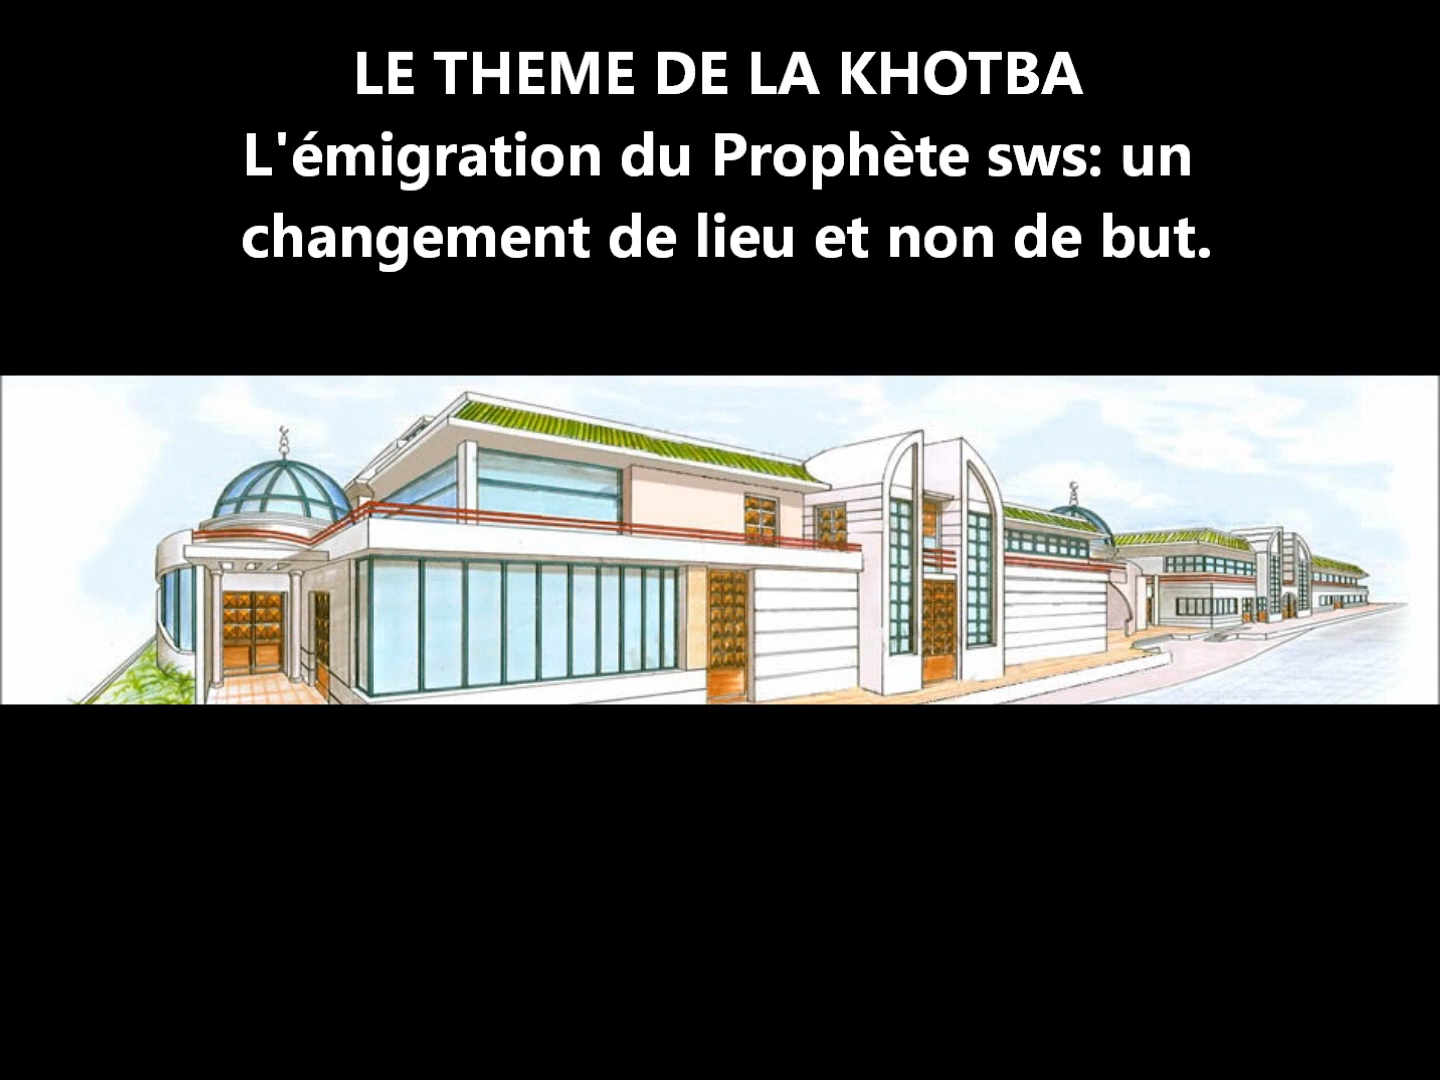 LE THEME DE LA KHOTBA
L'émigration du Prophète sws: un
changement de lieu et non de but.